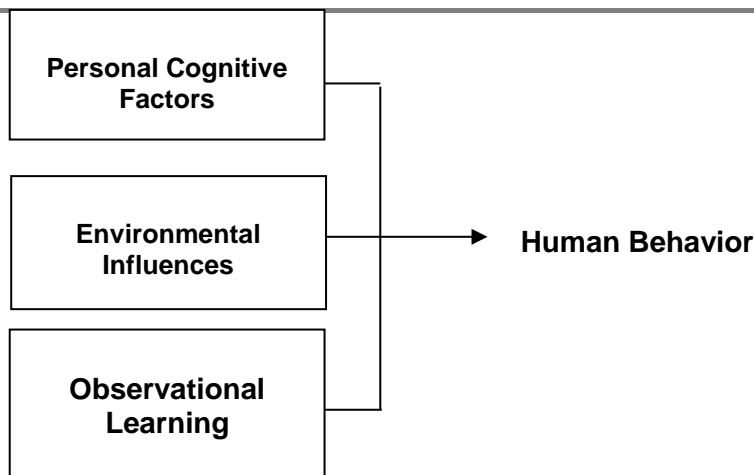 Personal Cognitive
Factors
Environmental
Influences
Human Behavior
Observational
Learning